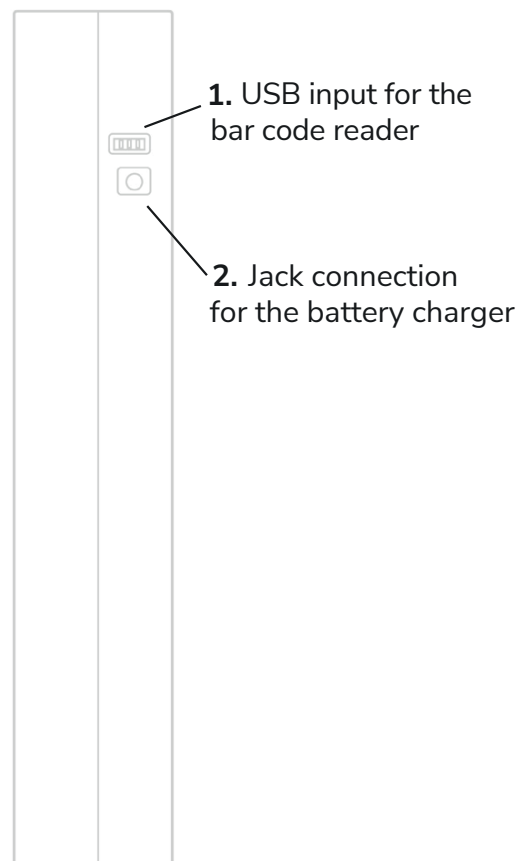 1. USB input for the
bar code reader
2. Jack connection
for the battery charger